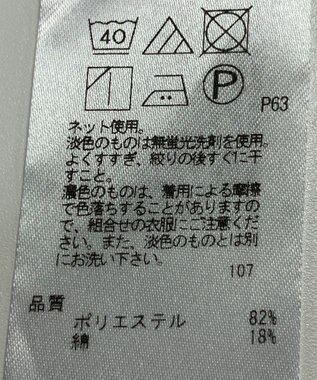 40
P
P63
ネット使用。
淡色のものは無蛍光洗剤を使用。
よくすすぎ、絞りの後すぐに干
すこと。
濃色のものは、着用による摩擦
で色落ちすることがありますの
で、組合せの衣服にご注意くだ
さい。また、淡色のものとは別
にお洗い下さい。
107
品質
ポリエステル 82%
綿 18%